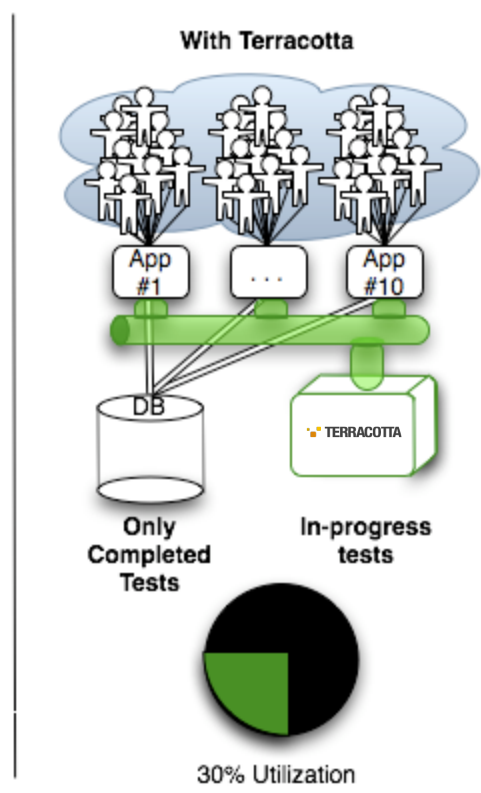 With Terracotta
App
#1
. . .
App
#10
DB
TERRACOTTA
Only
Completed
Tests
In-progress
tests
30% Utilization